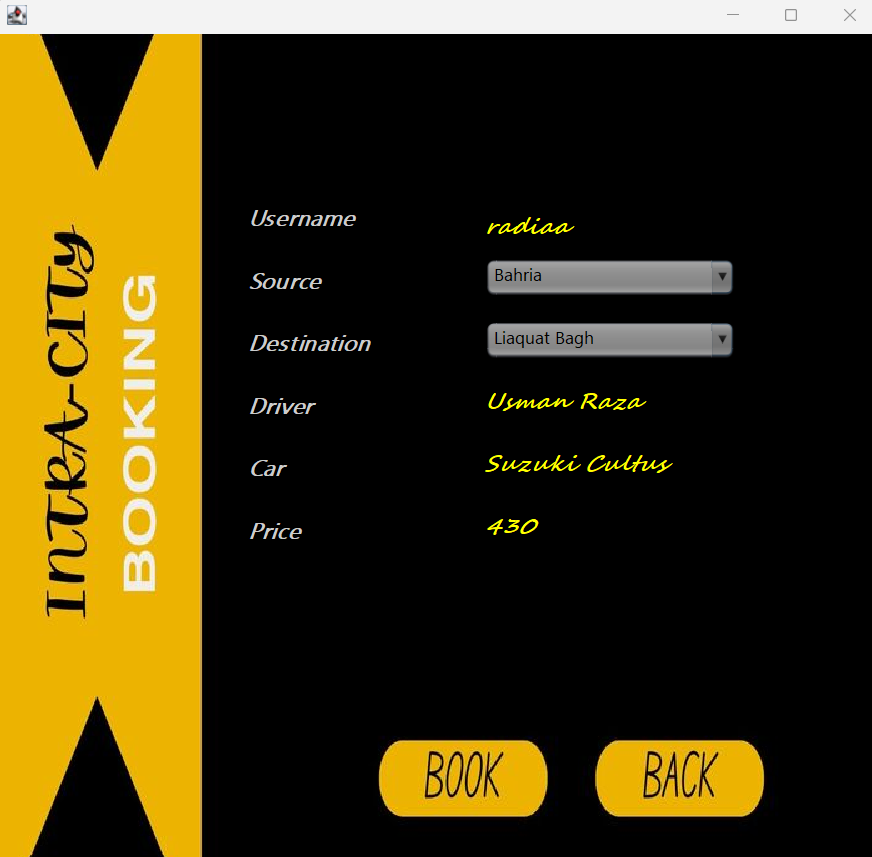 INTRA-CITy
BOOKING
Username
radiaa
Source
Bahria
Destination
Liaquat Bagh
Driver
Usman Raza
Car
Suzuki Cultus
Price
430
BOOK
BACK